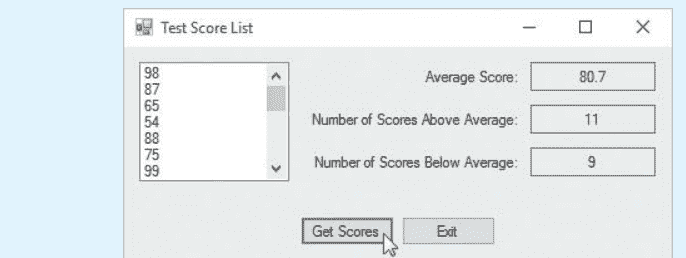 Test Score List
98
87
65
54
88
75
99
Average Score: 80.7
Number of Scores Above Average: 11
Number of Scores Below Average: 9
Get Scores Exit